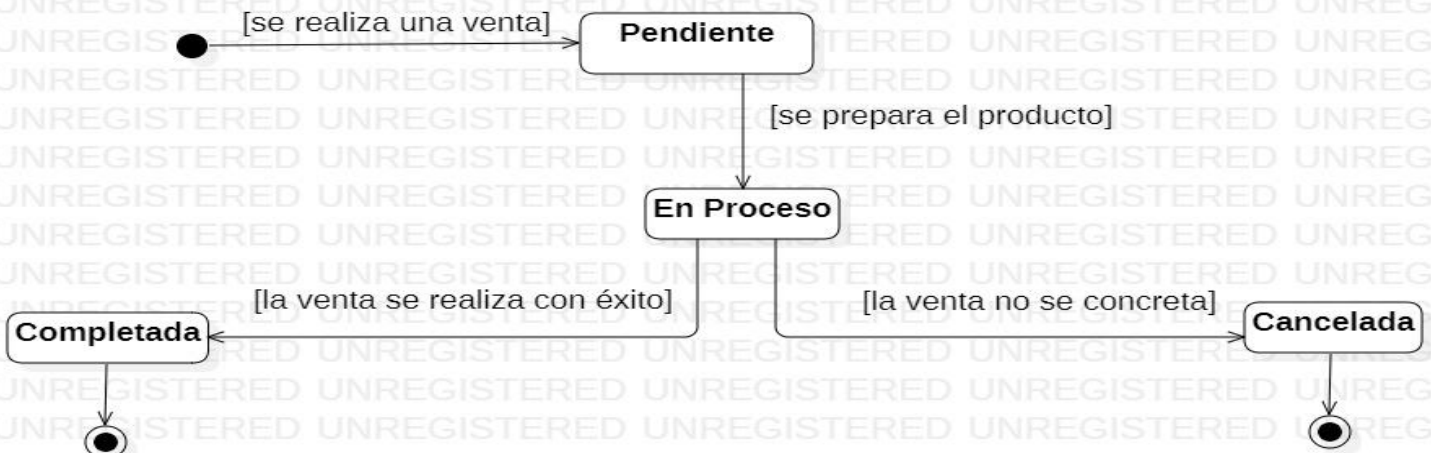 [se realiza una venta]
Pendiente
[se prepara el producto]
En Proceso
[la venta se realiza con éxito]
[la venta no se concreta]
Completada
Cancelada
UNREGISTERED